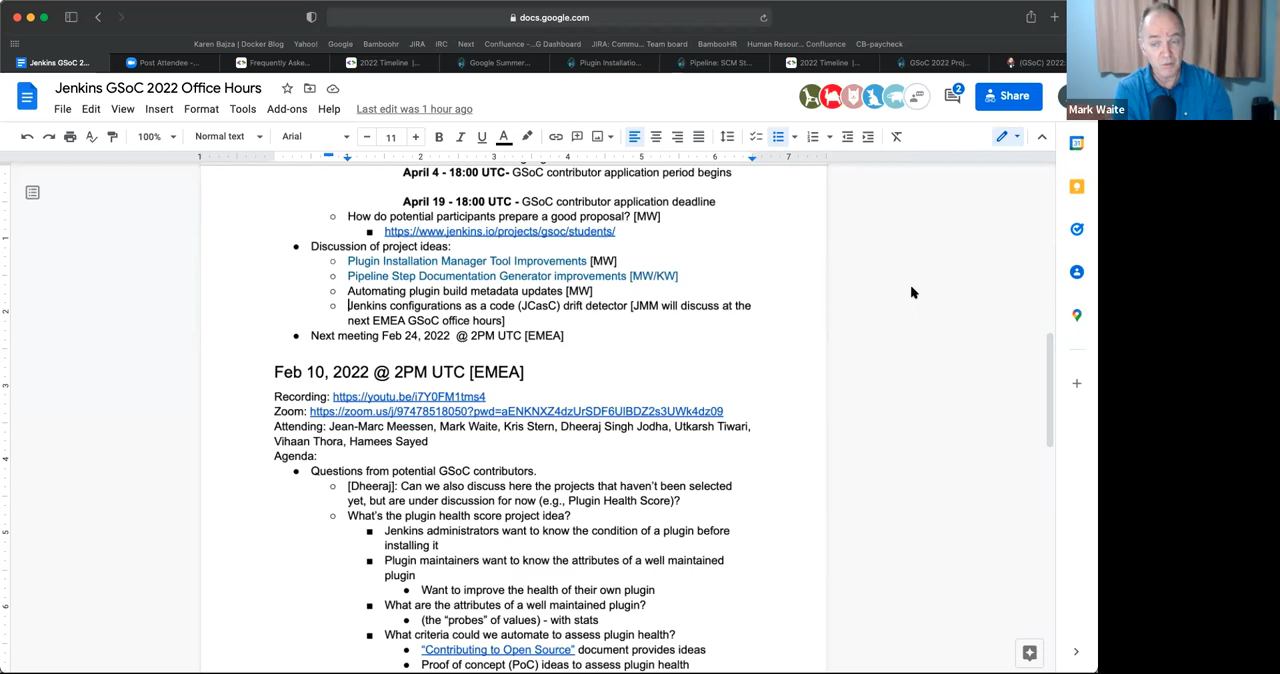 docs.google.com
Karen Bajza | Docker Blog Yahoo! Google Bamboohr JIRA IRC Next Confluence -...G Dashboard JIRA: Commu... Team board BambooHR Human Resour...Confluence CB-paycheck
Jenkins GSoC 2... Post Attendee -... Frequently Aske... 2022 Timeline |... Google Summer... Plugin Installatio... Pipeline: SCM St... 2022 Timeline |... GSoC 2022 Proj... (GSoC) 2022:
Mark Waite
Jenkins GSoC 2022 Office Hours
File Edit View Insert Format Tools Addons Help Last edit was 1 hour ago
2
Share
100% Normal text Arial 11 B I U A
1 1 2 3 4 5 6 7
April 4 - 18:00 UTC- GSoC contributor application period begins
April 19 - 18:00 UTC - GSoC contributor application deadline
How do potential participants prepare a good proposal? [MW]
https://www.jenkins.io/projects/gsoc/students/
Discussion of project ideas:
Plugin Installation Manager Tool Improvements [MW]
Pipeline Step Documentation Generator improvements [MW/KW]
Automating plugin build metadata updates [MW]
Jenkins configurations as a code (JCasC) drift detector [JMM will discuss at the
next EMEA GSoC office hours]
Next meeting Feb 24, 2022 @ 2PM UTC [EMEA]
Feb 10, 2022 @ 2PM UTC [EMEA]
Recording: https://youtu.be/i7Y0FM1tms4
Zoom: https://zoom.us/j/97478518050?pwd=aENKNXZ4dzUrSDF6UlBDZ2s3UWk4dz09
Attending: Jean-Marc Meessen, Mark Waite, Kris Stern, Dheeraj Singh Jodha, Utkarsh Tiwari,
Vihaan Thora, Hamees Sayed
Agenda:
Questions from potential GSoC contributors.
[Dheeraj]: Can we also discuss here the projects that haven't been selected
yet, but are under discussion for now (e.g., Plugin Health Score)?
What's the plugin health score project idea?
Jenkins administrators want to know the condition of a plugin before
installing it
Plugin maintainers want to know the attributes of a well maintained
plugin
Want to improve the health of their own plugin
What are the attributes of a well maintained plugin?
(the "probes" of values) - with stats
What criteria could we automate to assess plugin health?
"Contributing to Open Source" document provides ideas
Proof of concept (PoC) ideas to assess plugin health